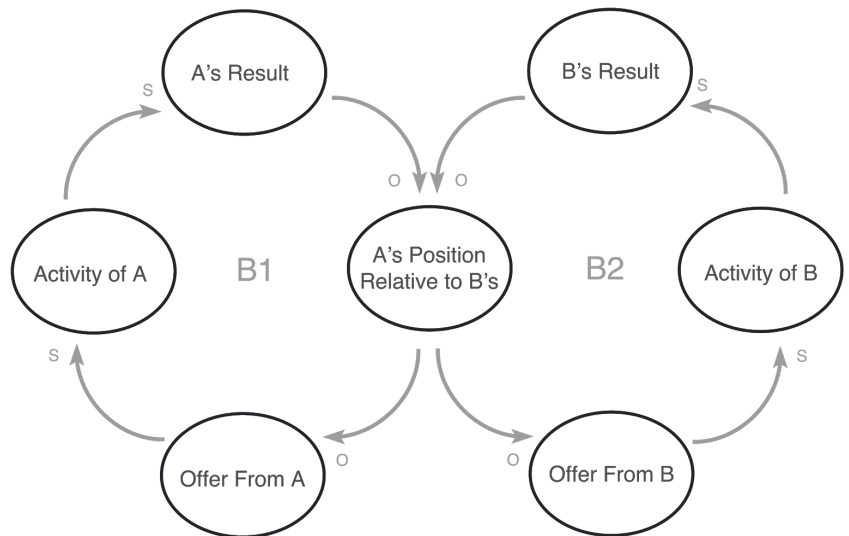 A's Result
B's Result
S
S
O
O
Activity of A
B1
A's Position
Relative to B's
B2
Activity of B
S
S
Offer From A
O
O
Offer From B